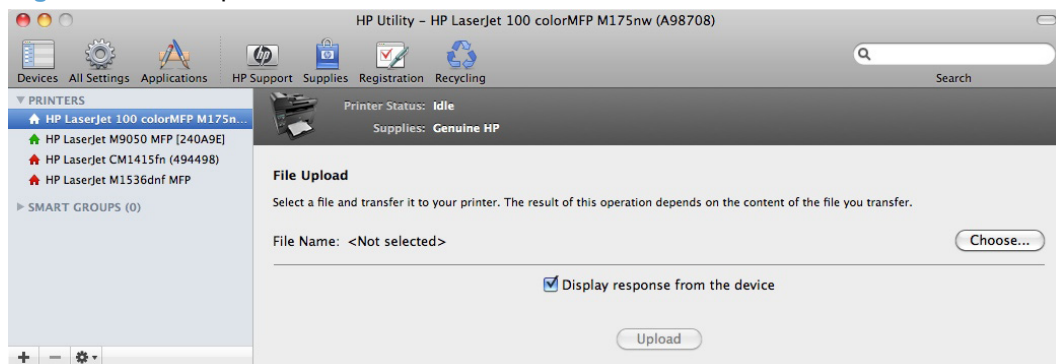 HP Utility – HP LaserJet 100 colorMFP M175nw (A98708)
Devices All Settings Applications HP Support Supplies Registration Recycling Search
PRINTERS
HP LaserJet 100 colorMFP M175n...
HP LaserJet M9050 MFP [240A9E]
HP LaserJet CM1415fn (494498)
HP LaserJet M1536dnf MFP
SMART GROUPS (0)
Printer Status: Idle
Supplies: Genuine HP
File Upload
Select a file and transfer it to your printer. The result of this operation depends on the content of the file you transfer.
File Name: <Not selected> Choose...
Display response from the device
Upload